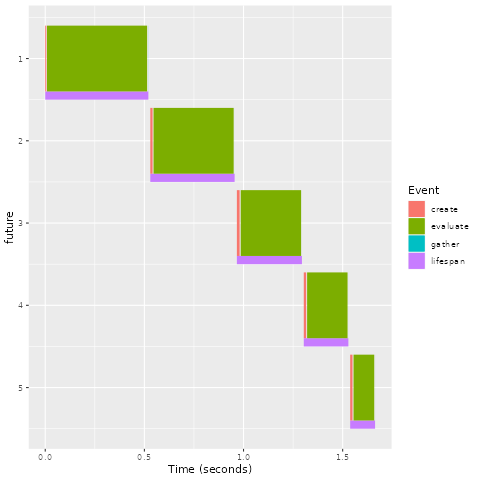 future
1
2
3
4
5
0.0 0.5 1.0 1.5
Time (seconds)
Event
create
evaluate
gather
lifespan